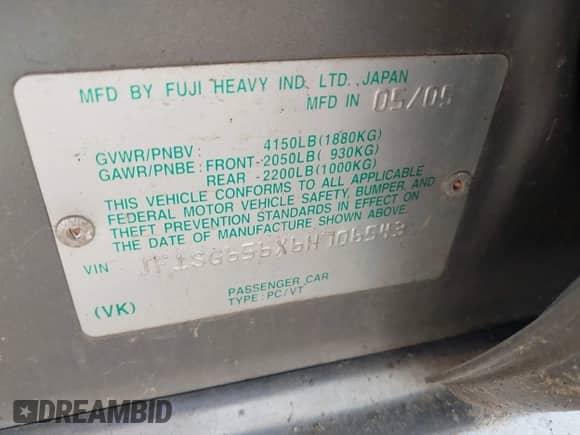 MFD BY FUJI HEAVY IND. LTD., JAPAN
MFD IN 05/05
GVWR/PNBV : 4150LB(1880KG)
GAWR/PNBE: FRONT-2050LB( 930KG)
REAR -2200LB(1000KG)
THIS VEHICLE CONFORMS TO ALL APPLICABLE
FEDERAL MOTOR VEHICLE SAFETY, BUMPER, AND
THEFT PREVENTION STANDARDS IN EFFECT ON
THE DATE OF MANUFACTURE SHOWN ABOVE.
VIN JF1SG656X6H706543
(VK)
PASSENGER CAR
TYPE: PC/VT
DREAMBID